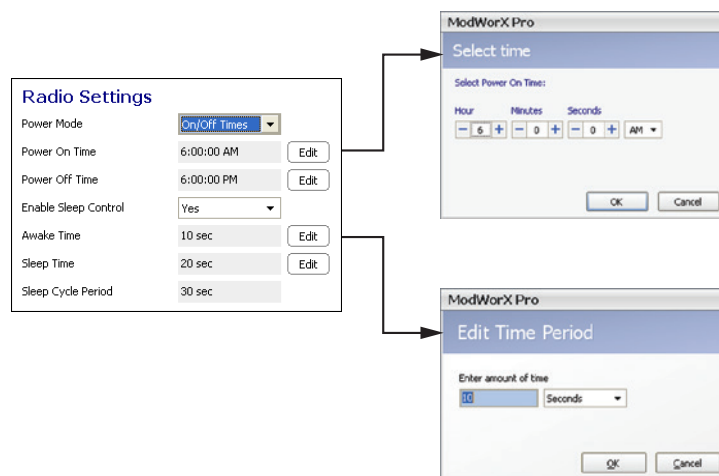 Radio Settings
Power Mode On/Off Times
Power On Time 6:00:00 AM Edit
Power Off Time 6:00:00 PM Edit
Enable Sleep Control Yes
Awake Time 10 sec Edit
Sleep Time 20 sec Edit
Sleep Cycle Period 30 sec
ModWorX Pro
Select time
Select Power On Time:
Hour Minutes Seconds
− 6 + − 0 + − 0 + AM
OK Cancel
ModWorX Pro
Edit Time Period
Enter amount of time
10 Seconds
OK Cancel